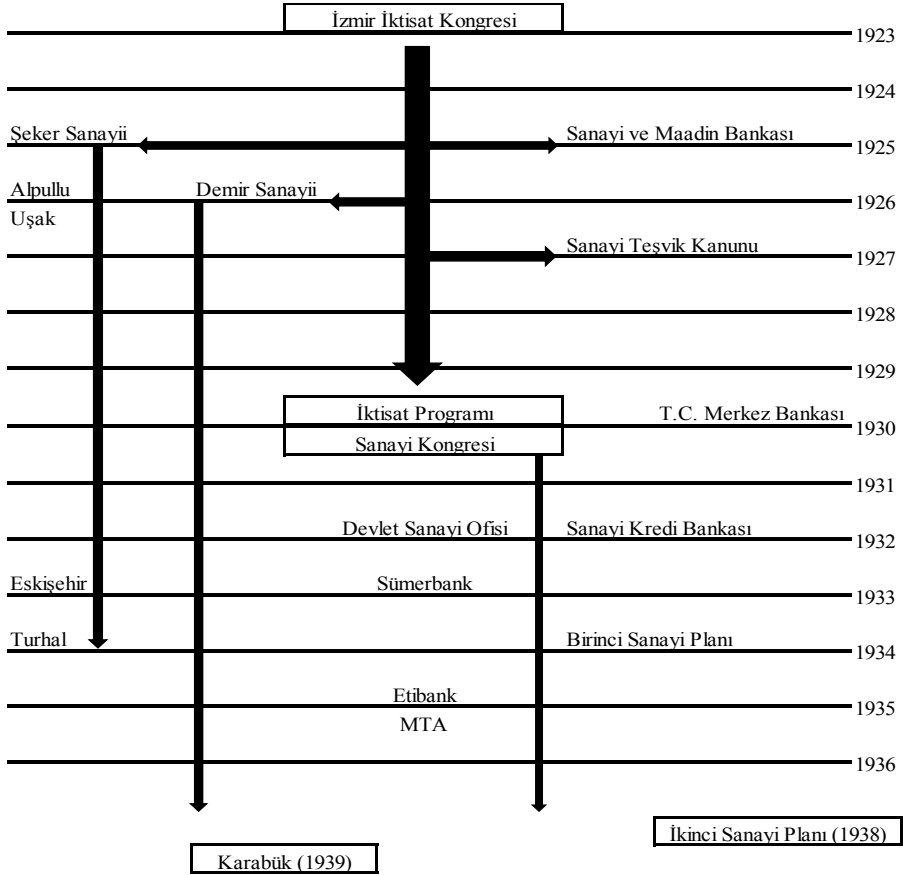 İzmir İktisat Kongresi
1923
1924
Şeker Sanayii
Sanayi ve Maadin Bankası
1925
Alpullu
Demir Sanayii
1926
Uşak
Sanayi Teşvik Kanunu
1927
1928
1929
İktisat Programı
T.C. Merkez Bankası
1930
Sanayi Kongresi
1931
Devlet Sanayi Ofisi
Sanayi Kredi Bankası
1932
Eskişehir
Sümerbank
1933
Turhal
Birinci Sanayi Planı
1934
Etibank
1935
MTA
1936
İkinci Sanayi Planı (1938)
Karabük (1939)